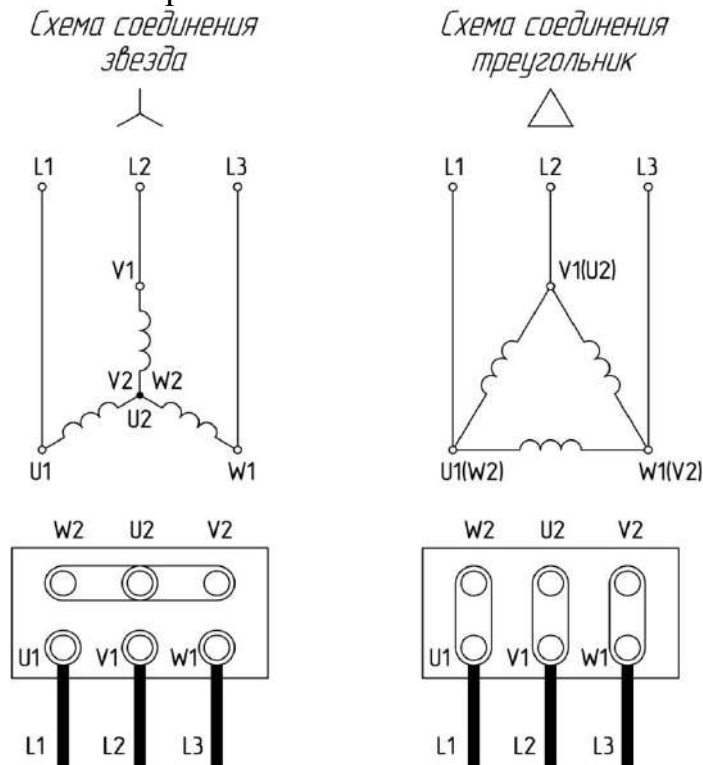 Схема соединения
звезда
L1 L2 L3
V1
V2 W2
U2
U1 W1
W2 U2 V2
U1 V1 W1
L1 L2 L3
Схема соединения
треугольник
L1 L2 L3
V1(U2)
U1(W2) W1(V2)
W2 U2 V2
U1 V1 W1
L1 L2 L3